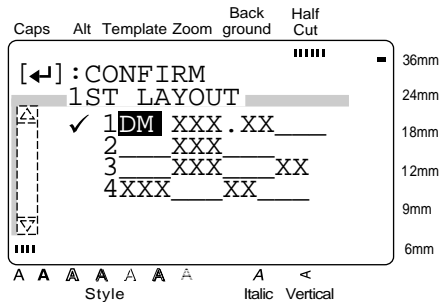 Caps Alt Template Zoom Back ground Half Cut
[↵]:CONFIRM
1ST LAYOUT
✓ 1DM XXX.XX___
2___XXX___
3___XXX___XX
4XXX___XX___
36mm
24mm
18mm
12mm
9mm
6mm
A A A A A A A A <
Style Italic Vertical